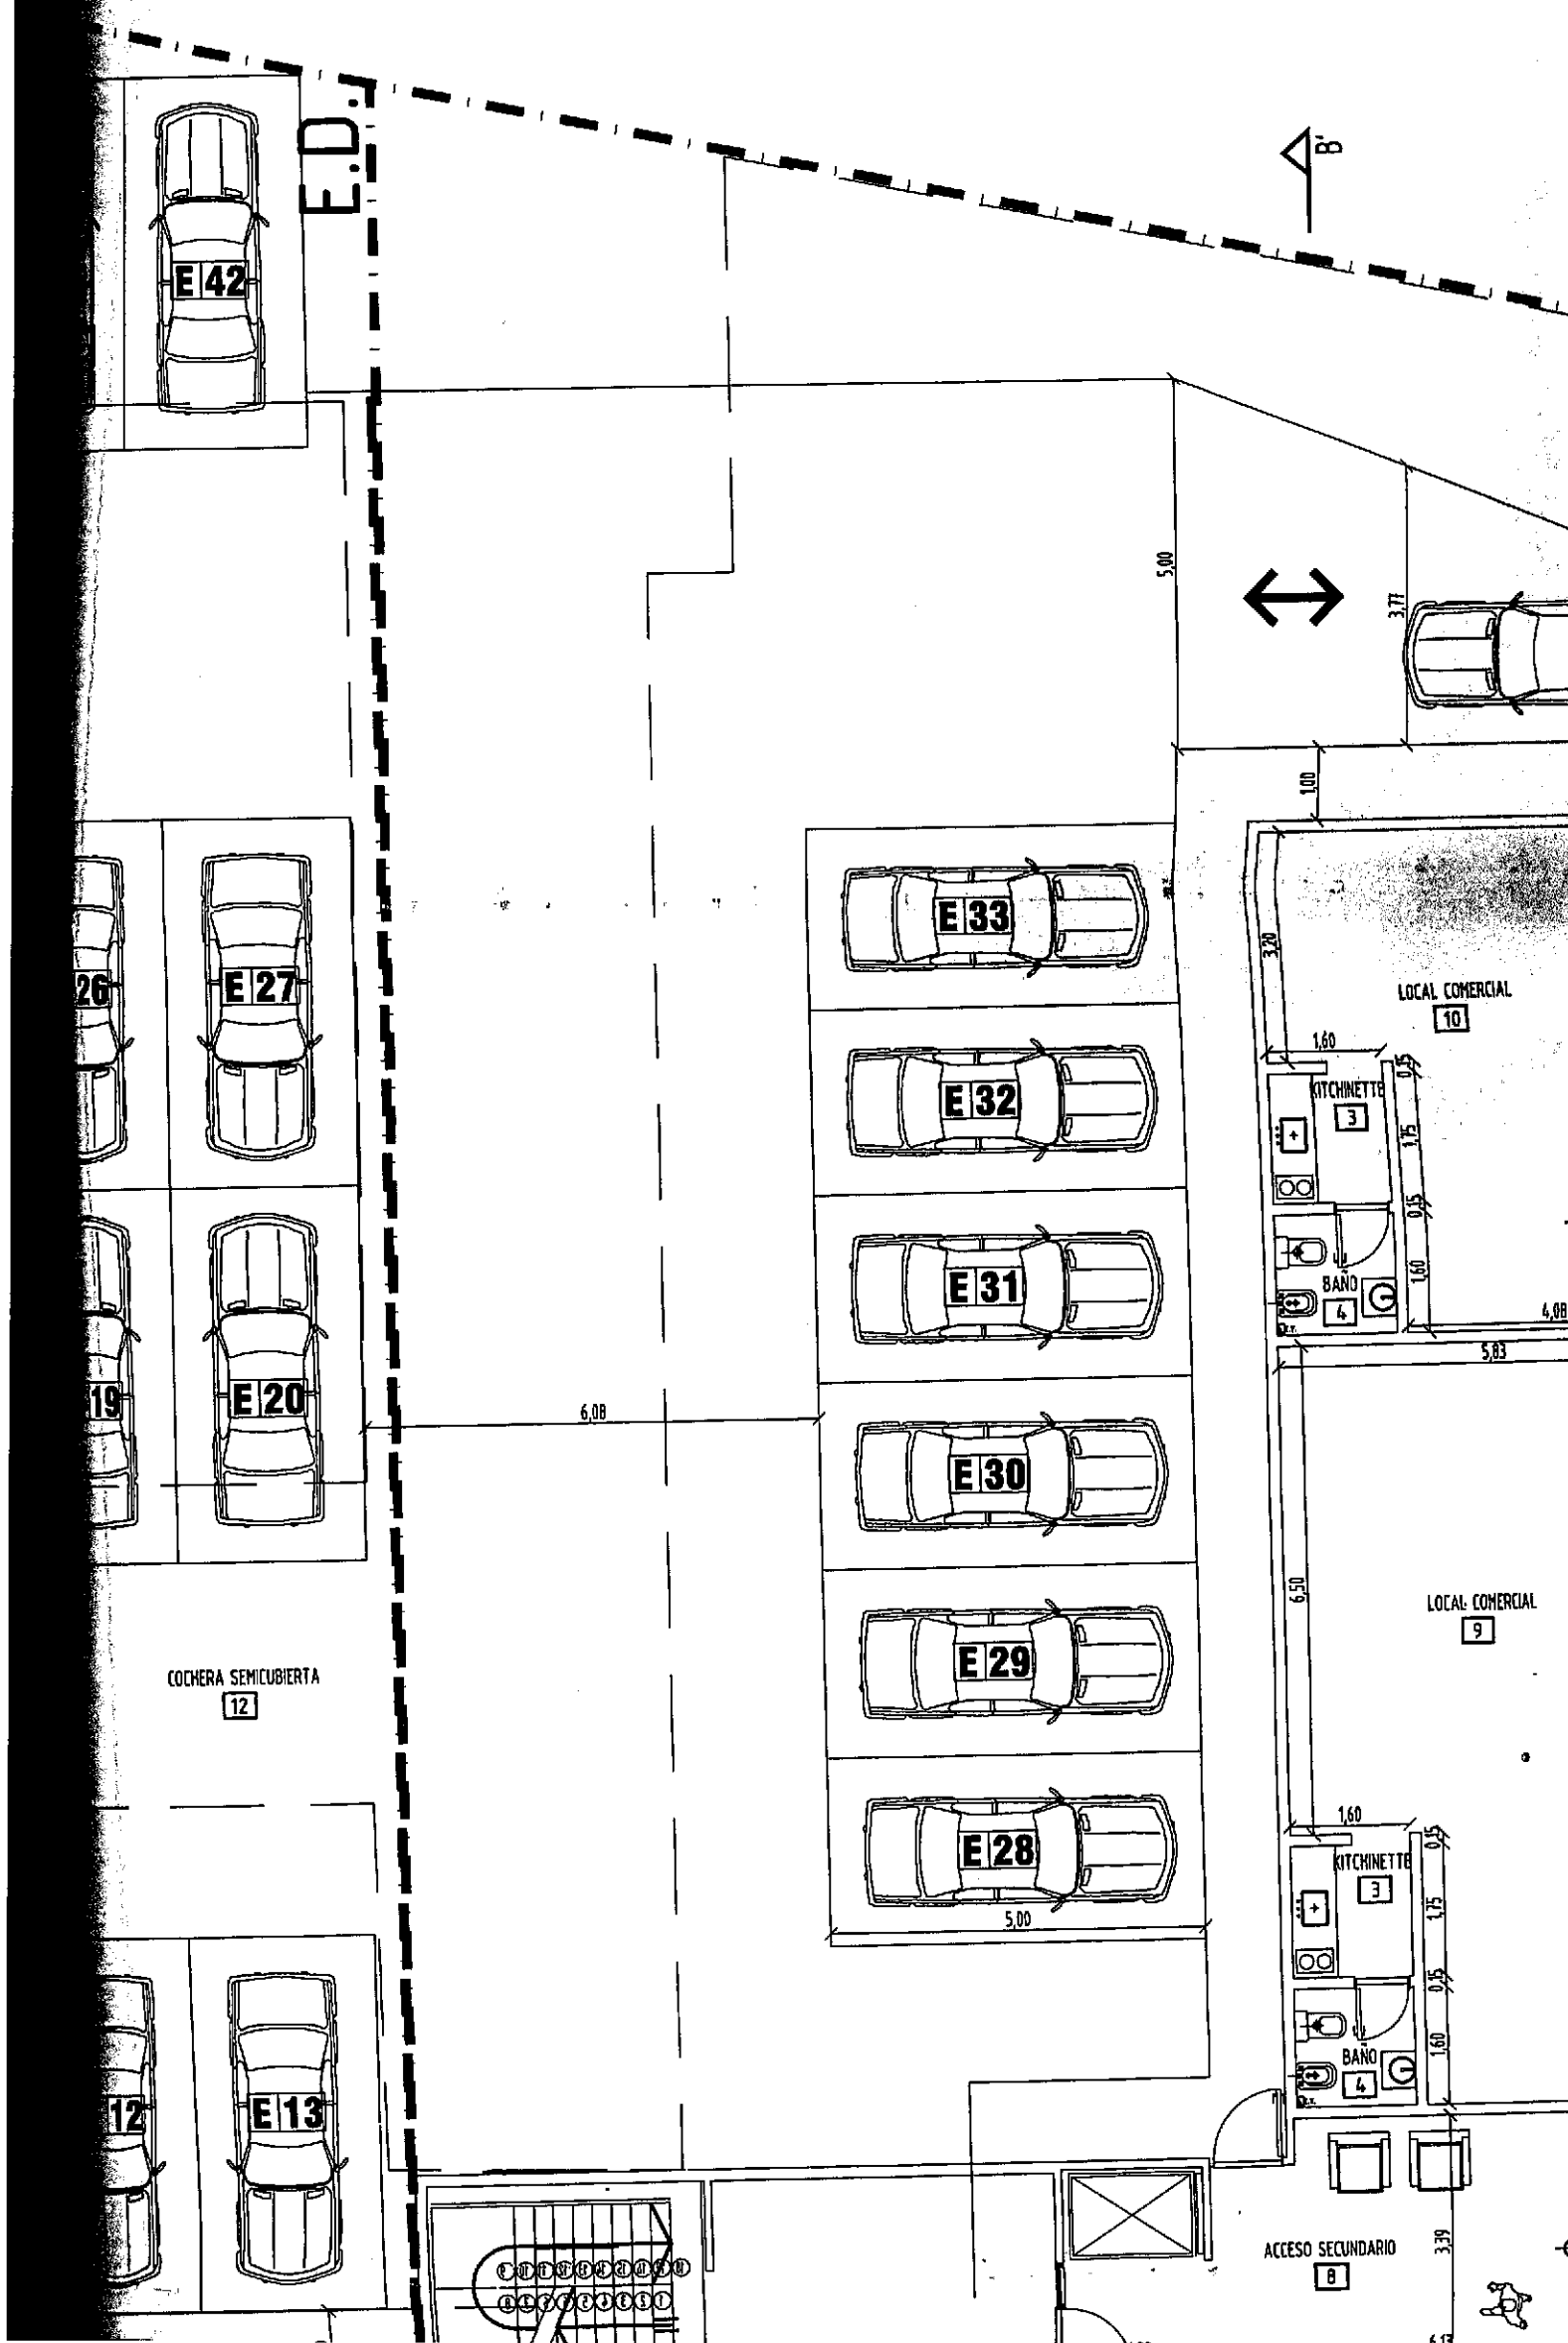 E.D.
B'
E 42
5,00
3,77
1,00
E 33
3,20
26
E 27
LOCAL COMERCIAL
10
1,60
0,15
E 32
KITCHINETTE
3
1,75
0,15
E 31
BAÑO
4
1,60
4,08
5,83
19
E 20
6,08
E 30
6,50
LOCAL COMERCIAL
9
E 29
COCHERA SEMICUBIERTA
12
1,60
0,15
E 28
KITCHINETTE
3
1,75
5,00
0,15
BAÑO
4
1,60
12
E 13
ACCESO SECUNDARIO
8
3,39